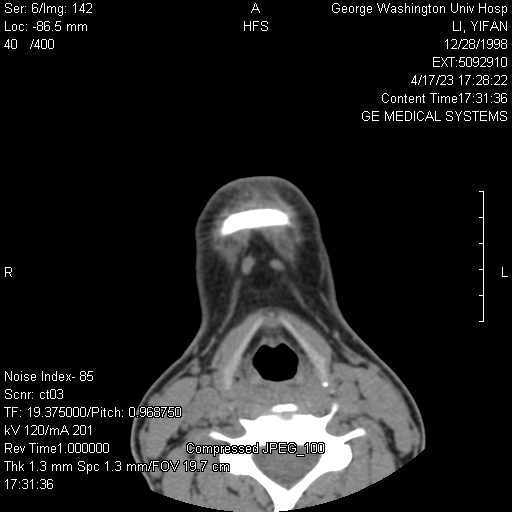 Ser: 6/Img: 142
Loc: -86.5 mm
40 /400
A
HFS
George Washington Univ Hosp
LI, YIFAN
12/28/1998
EXT:5092910
4/17/23 17:28:22
Content Time17:31:36
GE MEDICAL SYSTEMS
R
L
Noise Index- 85
Scnr: ct03
TF: 19.375000/Pitch: 0.968750
kV 120/mA 201
Rev Time1.000000
Compressed JPEG_100
Thk 1.3 mm Spc 1.3 mm/FOV 19.7 cm
17:31:36